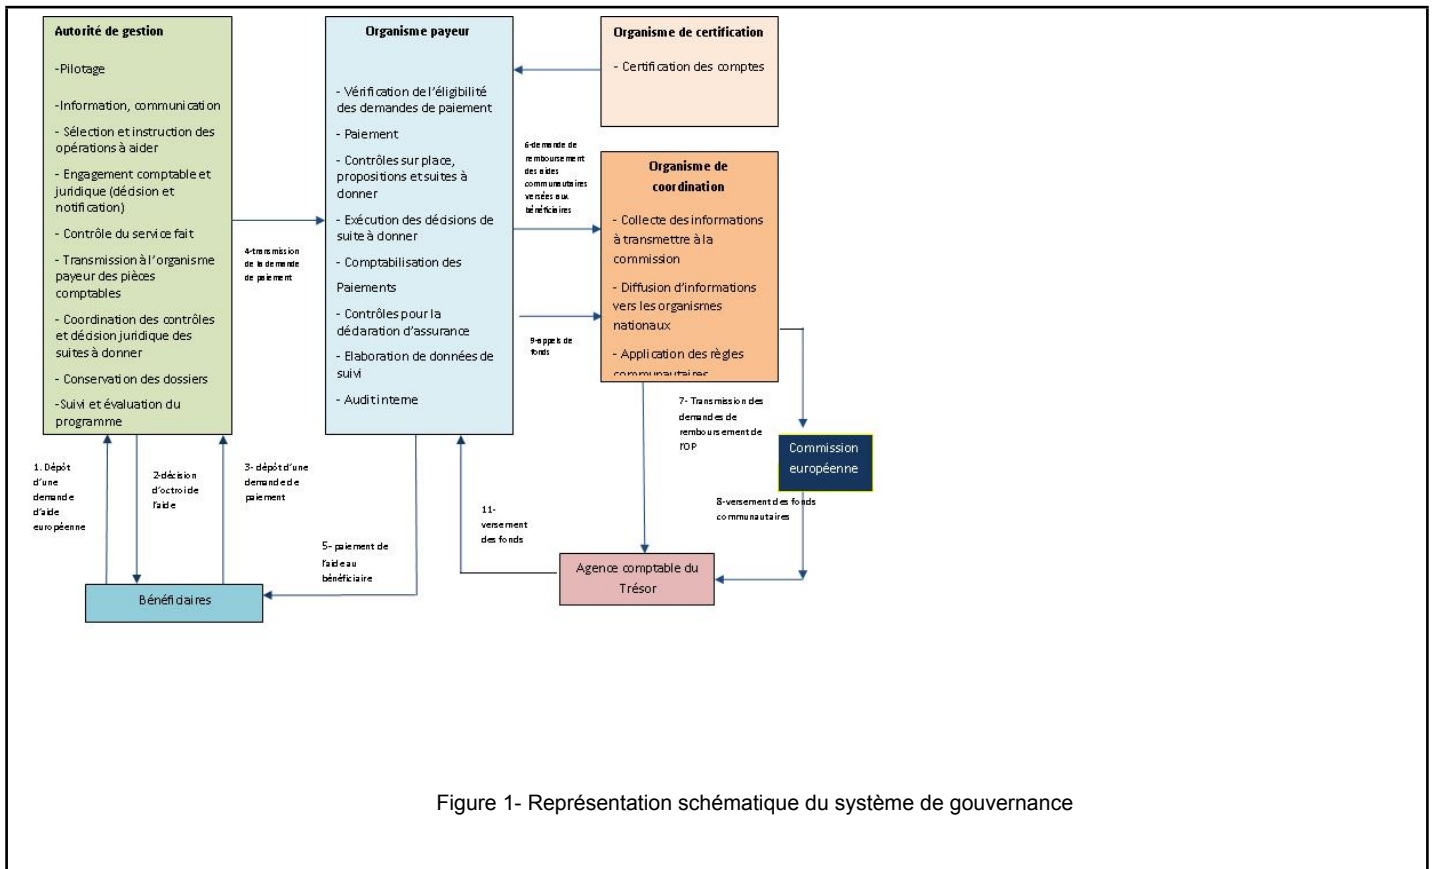 Autorité de gestion
-Pilotage
-Information, communication
- Sélection et instruction des
opérations à aider
- Engagement comptable et
juridique (décision et
notification)
- Contrôle du service fait
- Transmission à l'organisme
payeur des pièces
comptables
- Coordination des contrôles
et décision juridique des
suites à donner
- Conservation des dossiers
-Suivi et évaluation du
programme
4-transmission
de la demande
de paiement
Organisme payeur
- Vérification de l'éligibilité
des demandes de paiement
- Paiement
- Contrôles sur place,
propositions et suites à
donner
- Exécution des décisions de
suite à donner
- Comptabilisation des
Paiements
- Contrôles pour la
déclaration d'assurance
- Elaboration de données de
suivi
- Audit interne
6-demande de
remboursement
des aides
communautaires
versées aux
bénéficiaires
9-appels de
fonds
Organisme de certification
- Certification des comptes
Organisme de
coordination
- Collecte des informations
à transmettre à la
commission
- Diffusion d'informations
vers les organismes
nationaux
- Application des règles
communautaires
7- Transmission des
demandes de
remboursement de
l'OP
Commission
européenne
8-versement des fonds
communautaires
1. Dépôt
d'une
demande
d'aide
européenne
2-décision
d'octroi de
l'aide
3- dépôt d'une
demande de
paiement
5- paiement de
l'aide au
bénéficiaire
11-
versement
des fonds
Agence comptable du
Trésor
Bénéficiaires
Figure 1- Représentation schématique du système de gouvernance